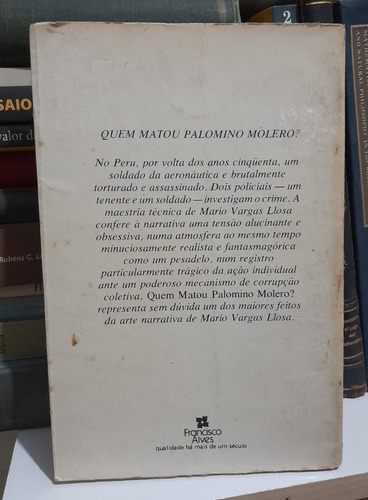 QUEM MATOU PALOMINO MOLERO?
No Peru, por volta dos anos cinqüenta, um
soldado da aeronáutica e brutalmente
torturado e assassinado. Dois policiais — um
tenente e um soldado — investigam o crime. A
maestria técnica de Mario Vargas Llosa
confere à narrativa uma tensão alucinante e
obsessiva, numa atmosfera ao mesmo tempo
minuciosamente realista e fantasmagórica
como um pesadelo, num registro
particularmente trágico da ação individual
ante um poderoso mecanismo de corrupção
coletiva. Quem Matou Palomino Molero?
representa sem dúvida um dos maiores feitos
da arte narrativa de Mario Vargas Llosa.
Francisco
Alves
qualidade há mais de um século
SAIO
valor d
Rubens G. L
2